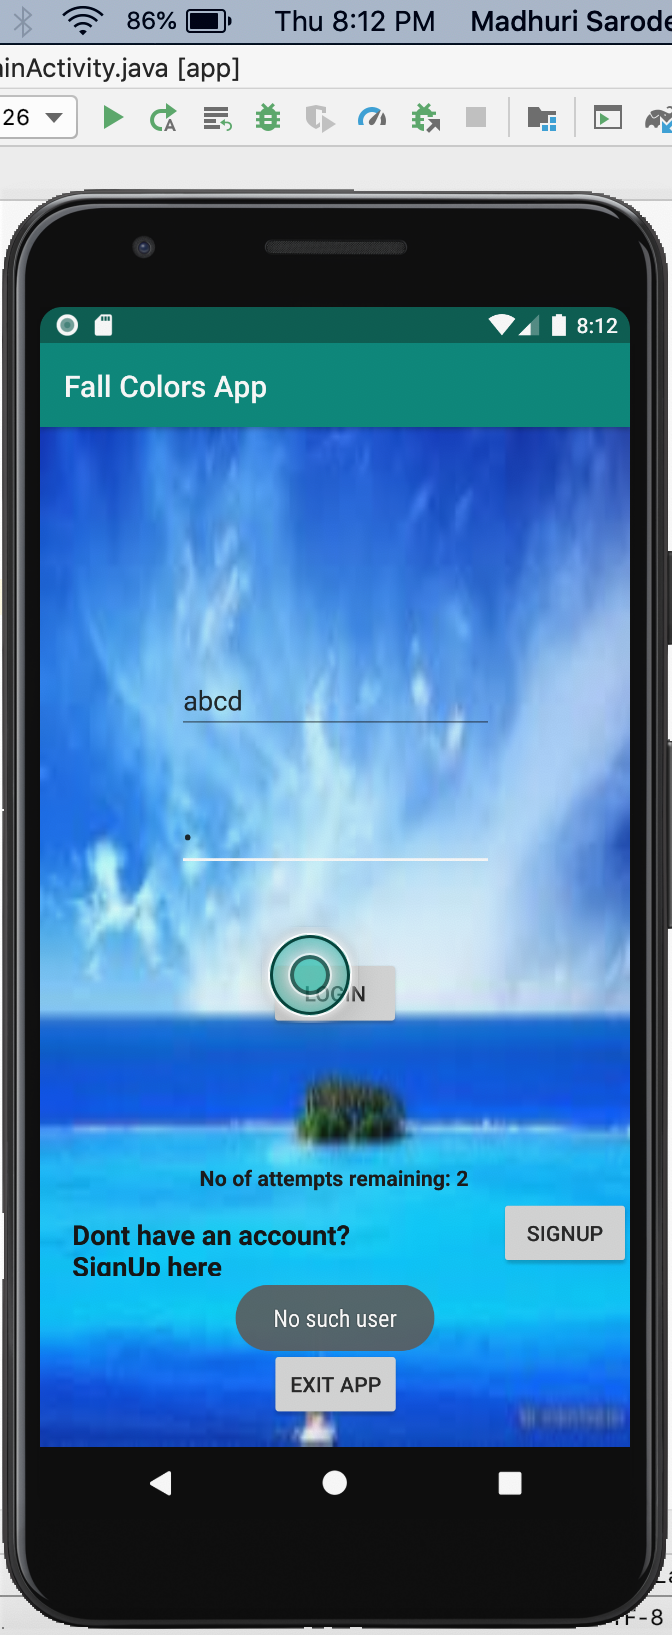 86% Thu 8:12 PM Madhuri Sarode
inActivity.java [app]
26
8:12
Fall Colors App
abcd
LOGIN
No of attempts remaining: 2
Dont have an account?
SignUp here
SIGNUP
No such user
EXIT APP
TF-8